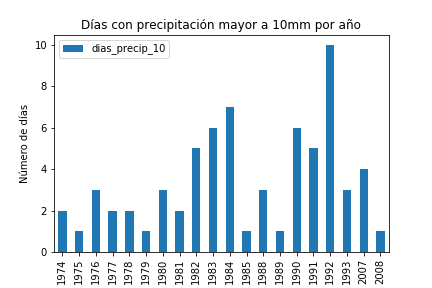 Días con precipitación mayor a 10mm por año
dias_precip_10
Número de días
10
8
6
4
2
0
1974 1975 1976 1977 1978 1979 1980 1981 1982 1983 1984 1985 1988 1989 1990 1991 1992 1993 2007 2008